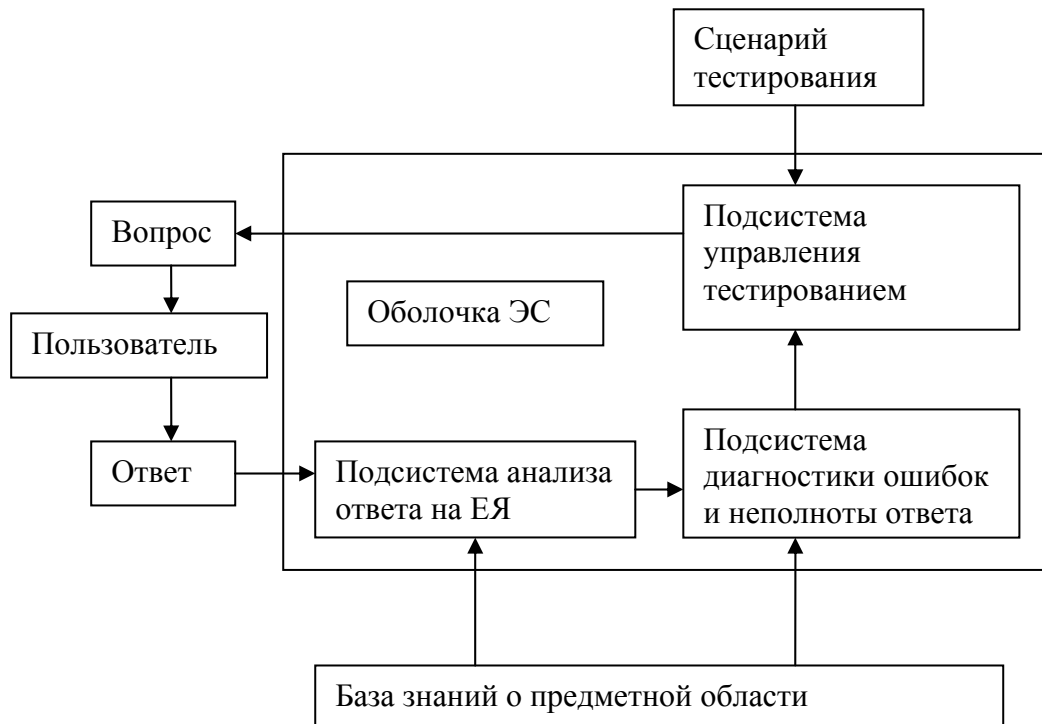 Сценарий
тестирования
Подсистема
управления
тестированием
Вопрос
Оболочка ЭС
Пользователь
Ответ
Подсистема анализа
ответа на ЕЯ
Подсистема
диагностики ошибок
и неполноты ответа
База знаний о предметной области